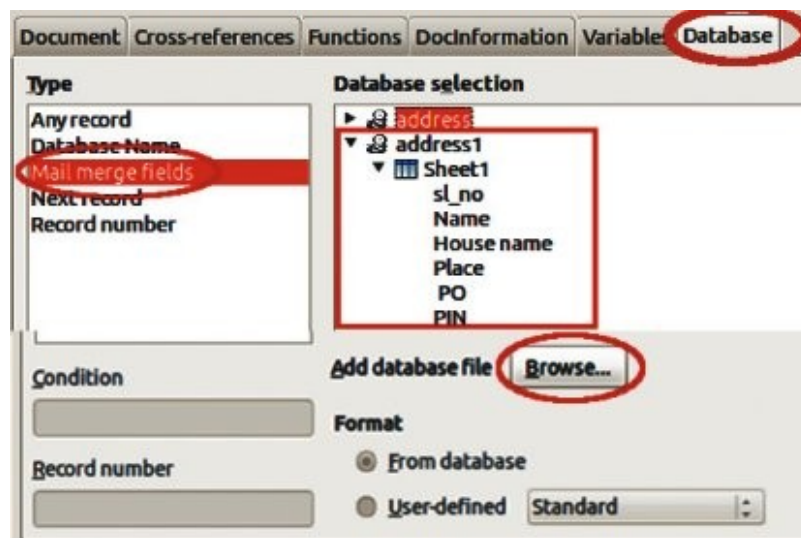 Document Cross-references Functions DocInformation Variables Database
Type
Any record
Database Name
Mail merge fields
Next record
Record number
Condition
Record number
Database selection
address
address1
Sheet1
sl_no
Name
House name
Place
PO
PIN
Add database file Browse...
Format
From database
User-defined Standard